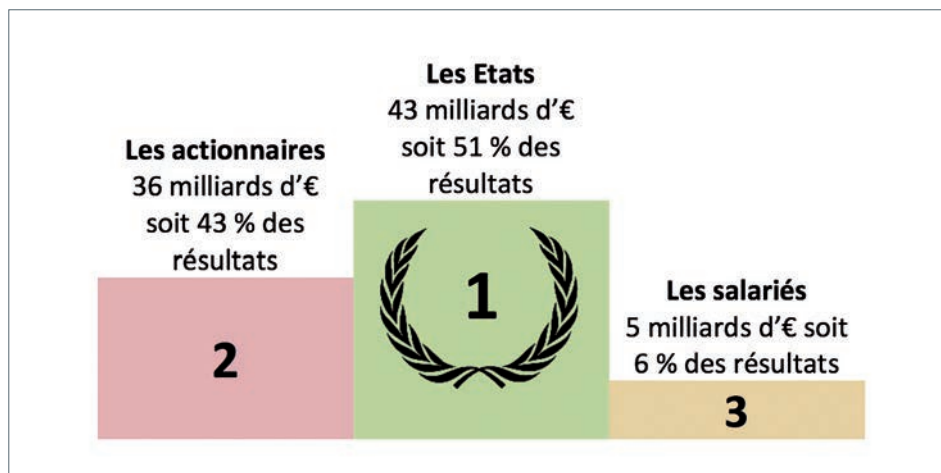 Les Etats
43 milliards d'€
soit 51 % des
résultats
Les actionnaires
36 milliards d'€
soit 43 % des
résultats
Les salariés
5 milliards d'€ soit
6 % des résultats
1
2
3